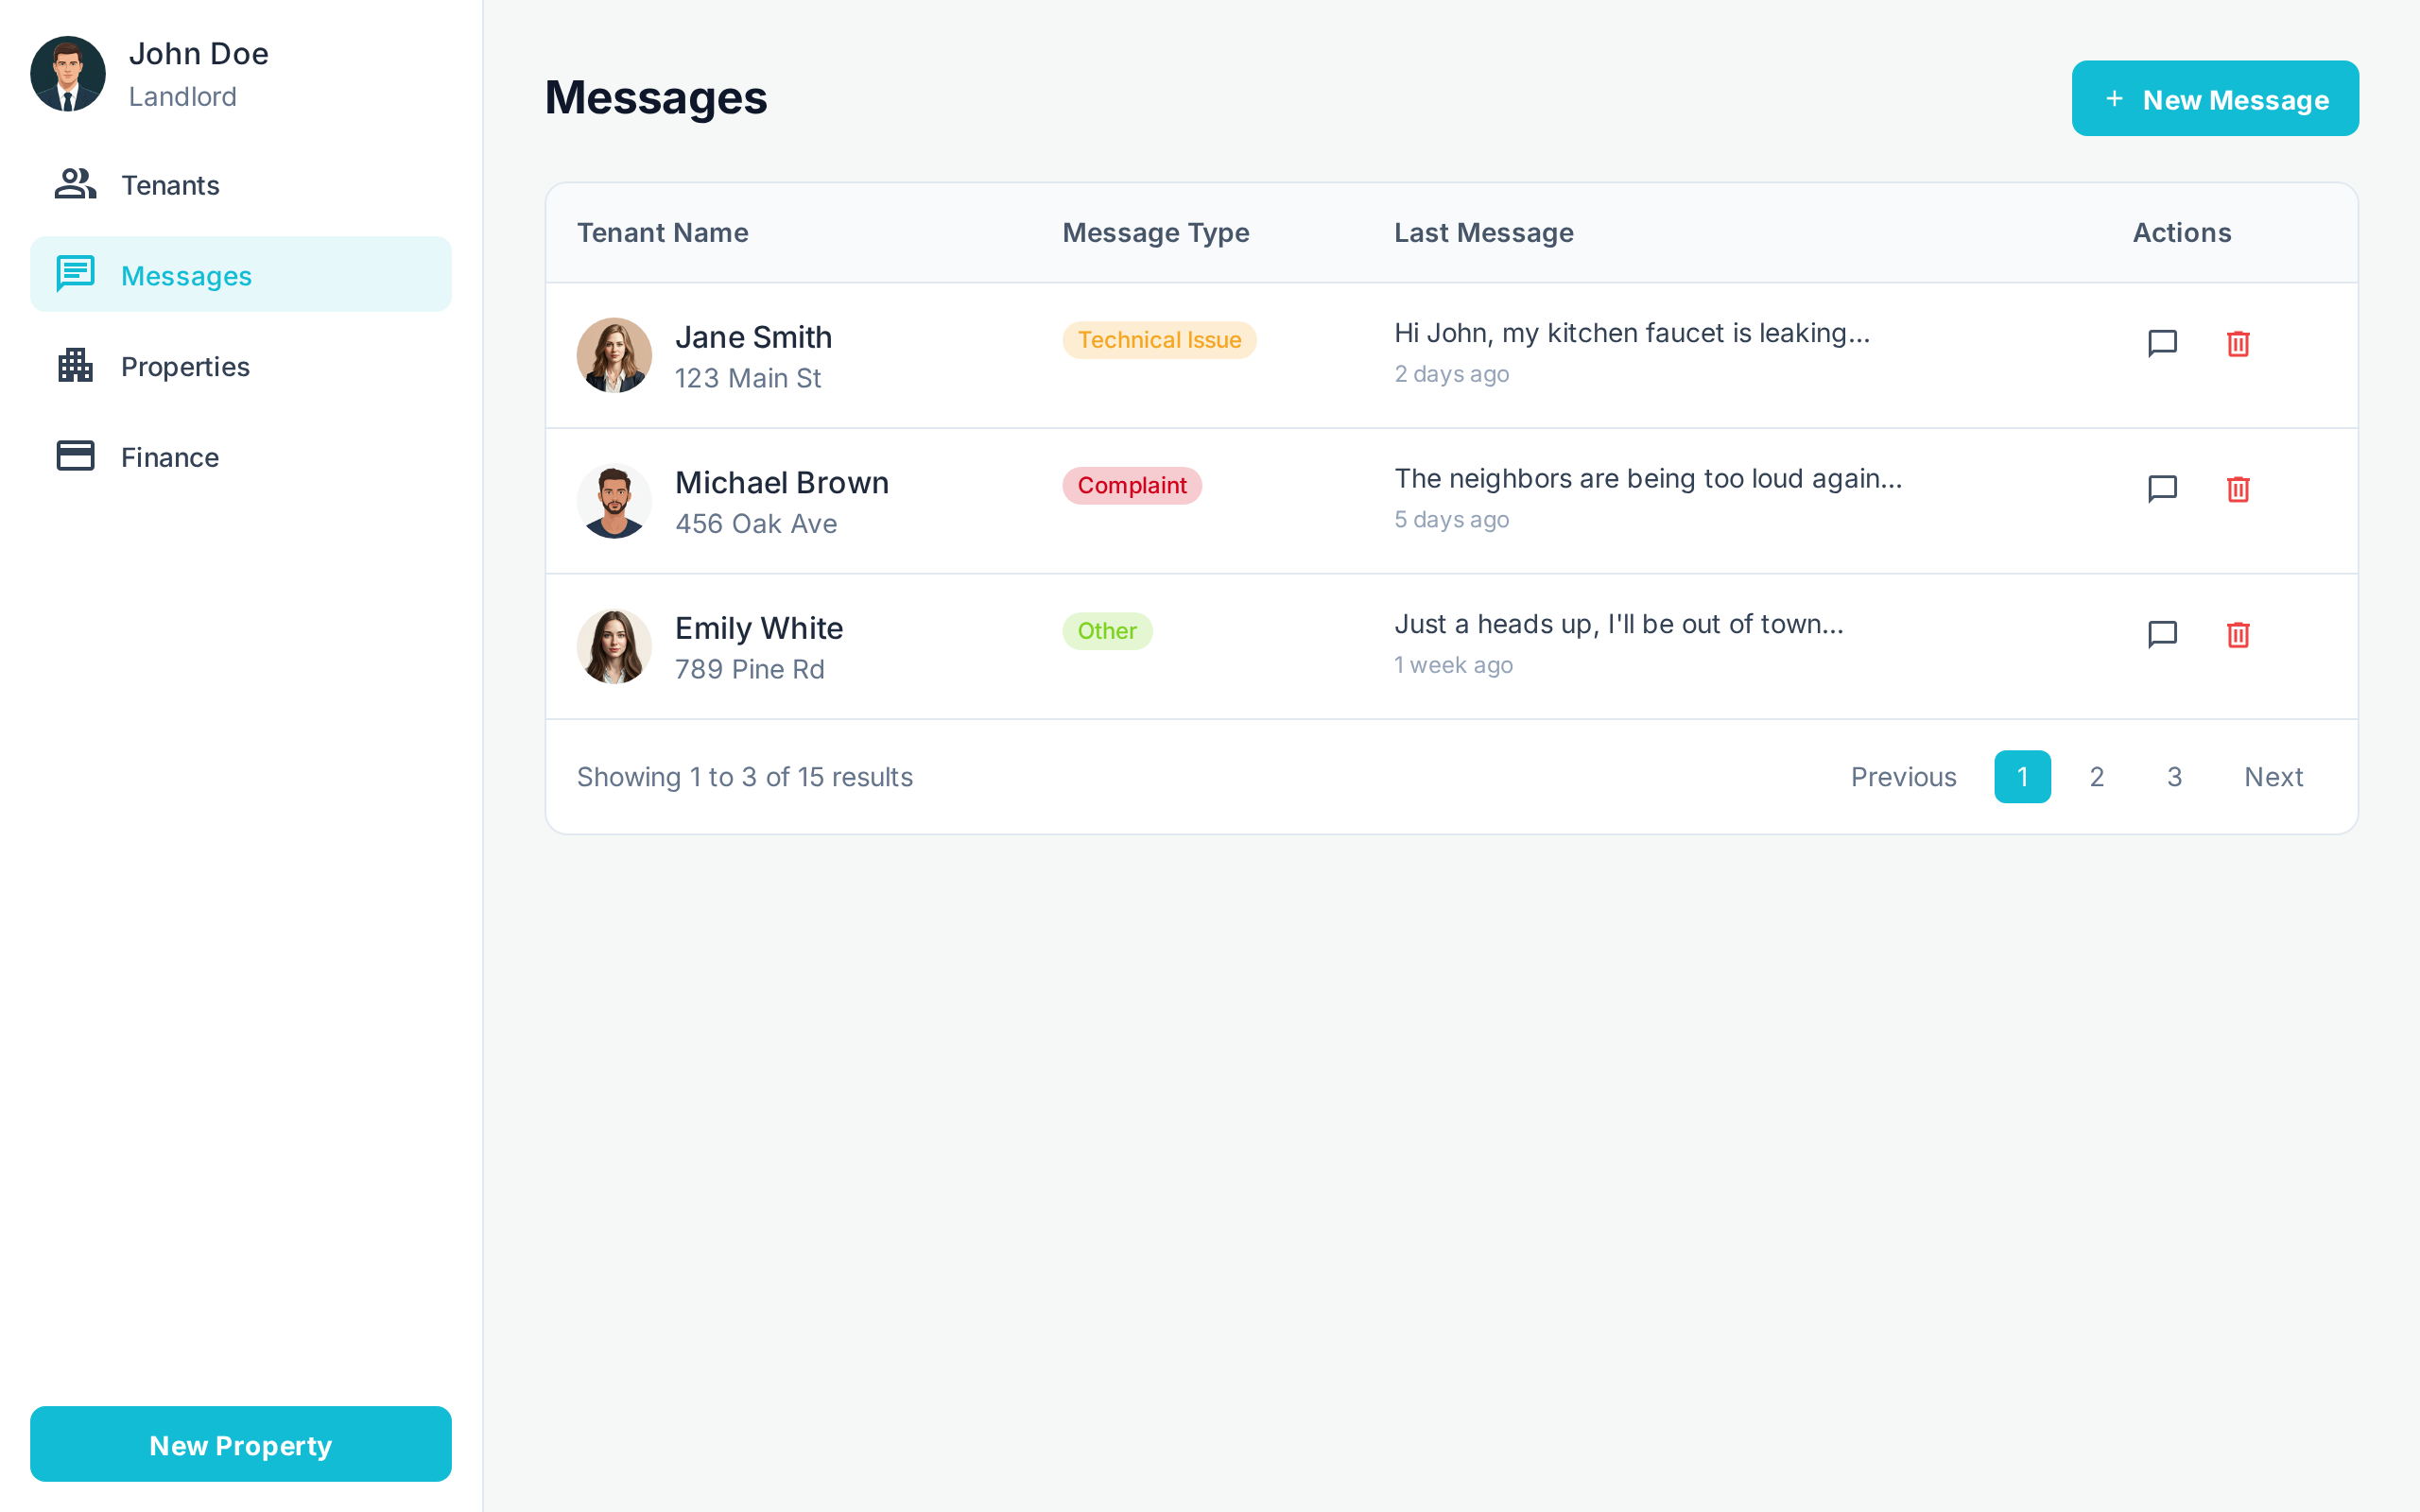 John Doe
Landlord
Tenants
Messages
Properties
Finance
New Property
Messages
+ New Message
Tenant Name Message Type Last Message Actions
Jane Smith
123 Main St
Technical Issue
Hi John, my kitchen faucet is leaking...
2 days ago
Michael Brown
456 Oak Ave
Complaint
The neighbors are being too loud again...
5 days ago
Emily White
789 Pine Rd
Other
Just a heads up, I'll be out of town...
1 week ago
Showing 1 to 3 of 15 results
Previous 1 2 3 Next